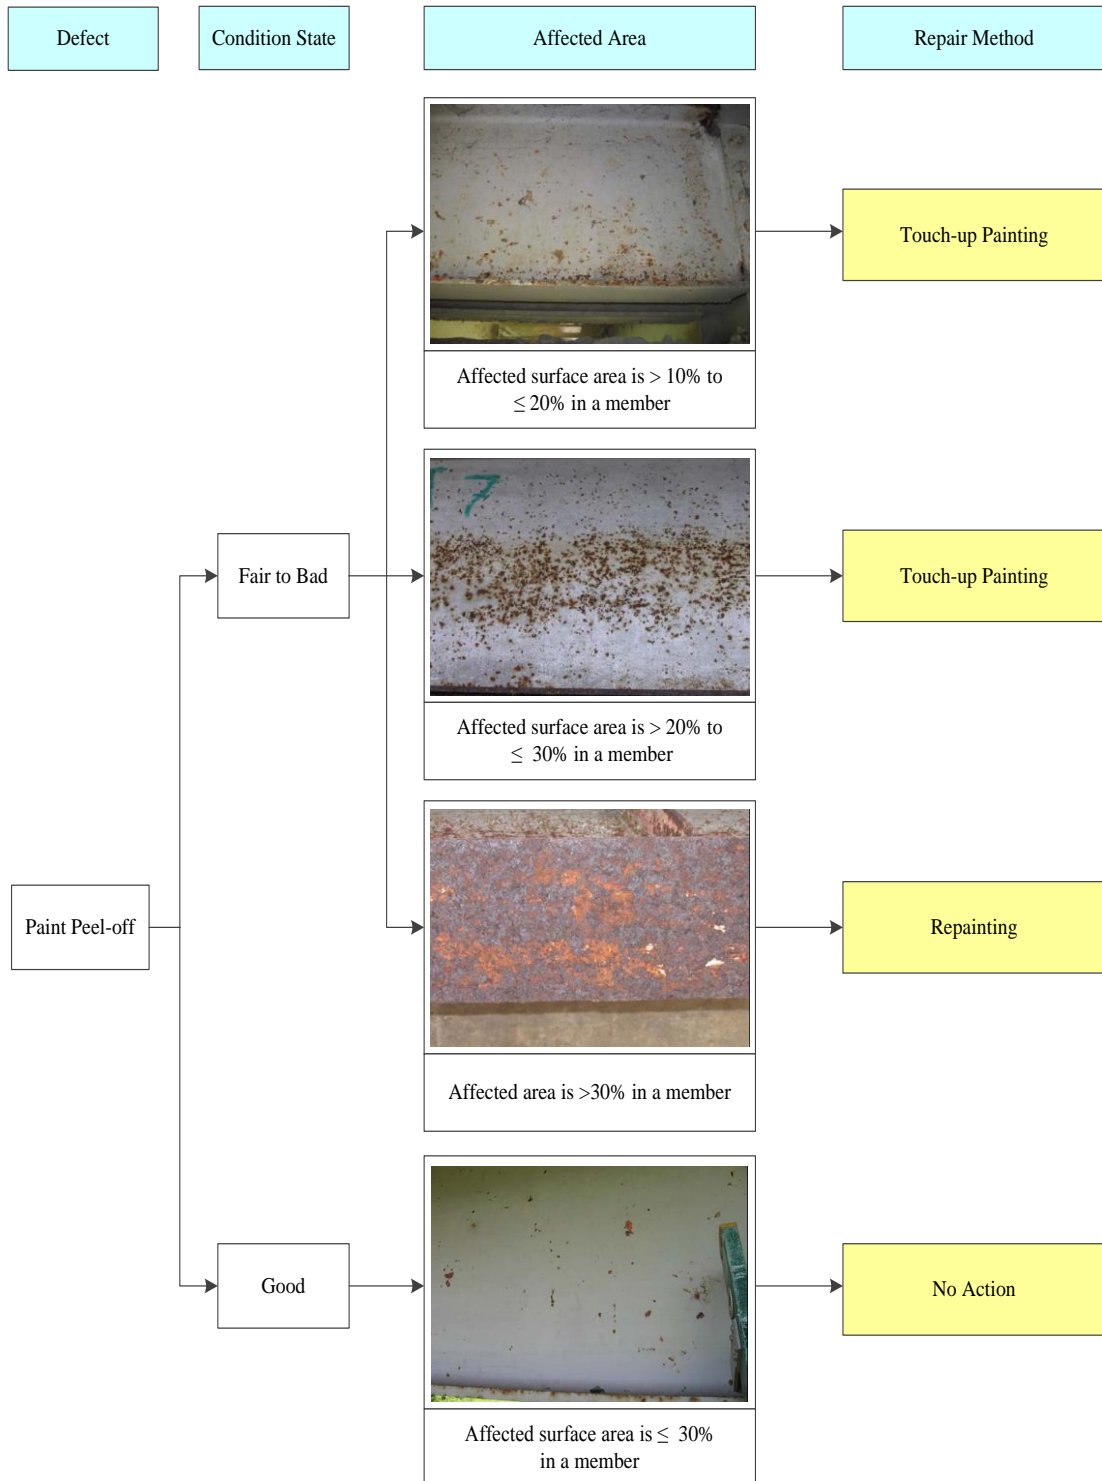 Defect
Condition State
Affected Area
Repair Method
Touch-up Painting
Affected surface area is > 10% to
≤ 20% in a member
7
Fair to Bad
Touch-up Painting
Affected surface area is > 20% to
≤ 30% in a member
Paint Peel-off
Repainting
Affected area is >30% in a member
Good
No Action
Affected surface area is ≤ 30%
in a member